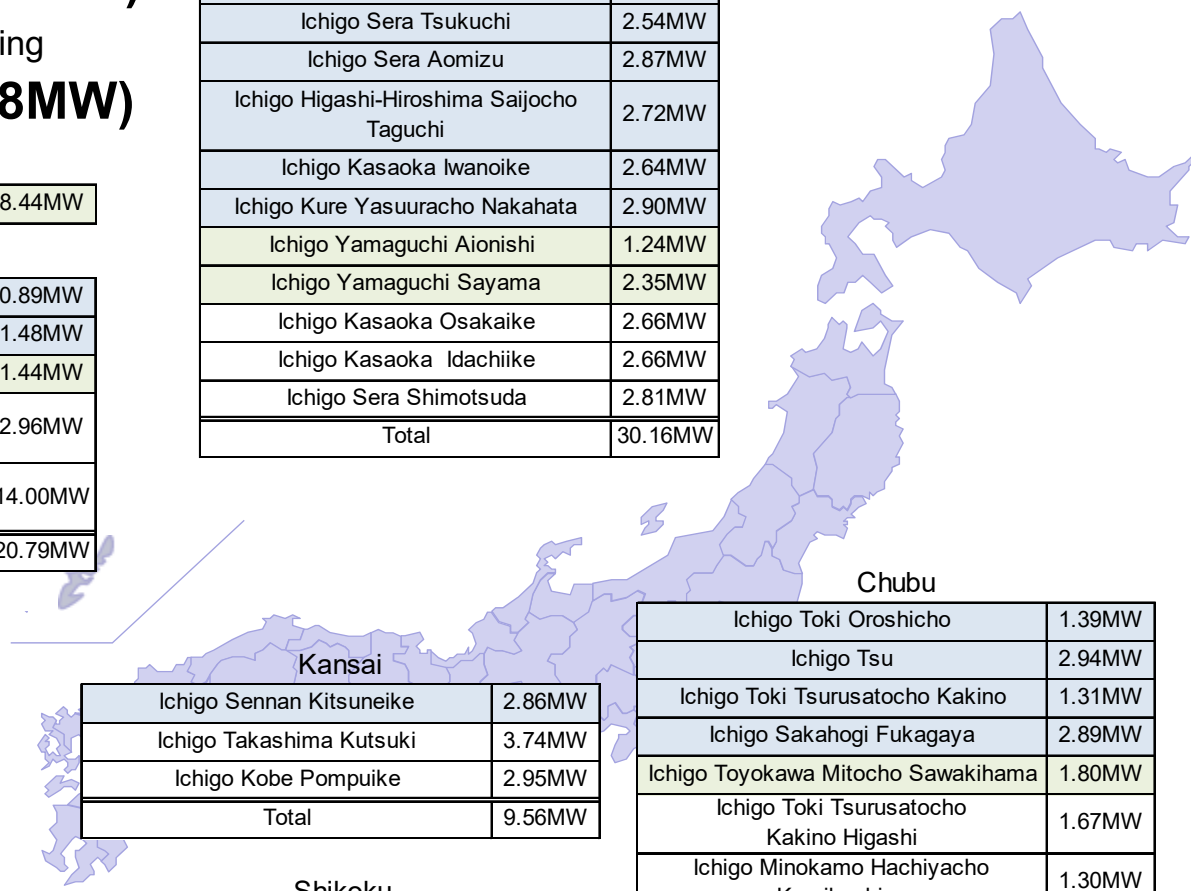 ing
8MW)
8.44MW
0.89MW
1.48MW
1.44MW
2.96MW
14.00MW
20.79MW
Ichigo Sera Tsukuchi 2.54MW
Ichigo Sera Aomizu 2.87MW
Ichigo Higashi-Hiroshima Saijocho
Taguchi 2.72MW
Ichigo Kasaoka Iwanoike 2.64MW
Ichigo Kure Yasuuracho Nakahata 2.90MW
Ichigo Yamaguchi Aionishi 1.24MW
Ichigo Yamaguchi Sayama 2.35MW
Ichigo Kasaoka Osakaike 2.66MW
Ichigo Kasaoka Idachiike 2.66MW
Ichigo Sera Shimotsuda 2.81MW
Total 30.16MW
Kansai
Ichigo Sennan Kitsuneike 2.86MW
Ichigo Takashima Kutsuki 3.74MW
Ichigo Kobe Pompuike 2.95MW
Total 9.56MW
Chubu
Ichigo Toki Oroshicho 1.39MW
Ichigo Tsu 2.94MW
Ichigo Toki Tsurusatocho Kakino 1.31MW
Ichigo Sakahogi Fukagaya 2.89MW
Ichigo Toyokawa Mitocho Sawakihama 1.80MW
Ichigo Toki Tsurusatocho
Kakino Higashi 1.67MW
Ichigo Minokamo Hachiyacho
1.30MW
Shikoku